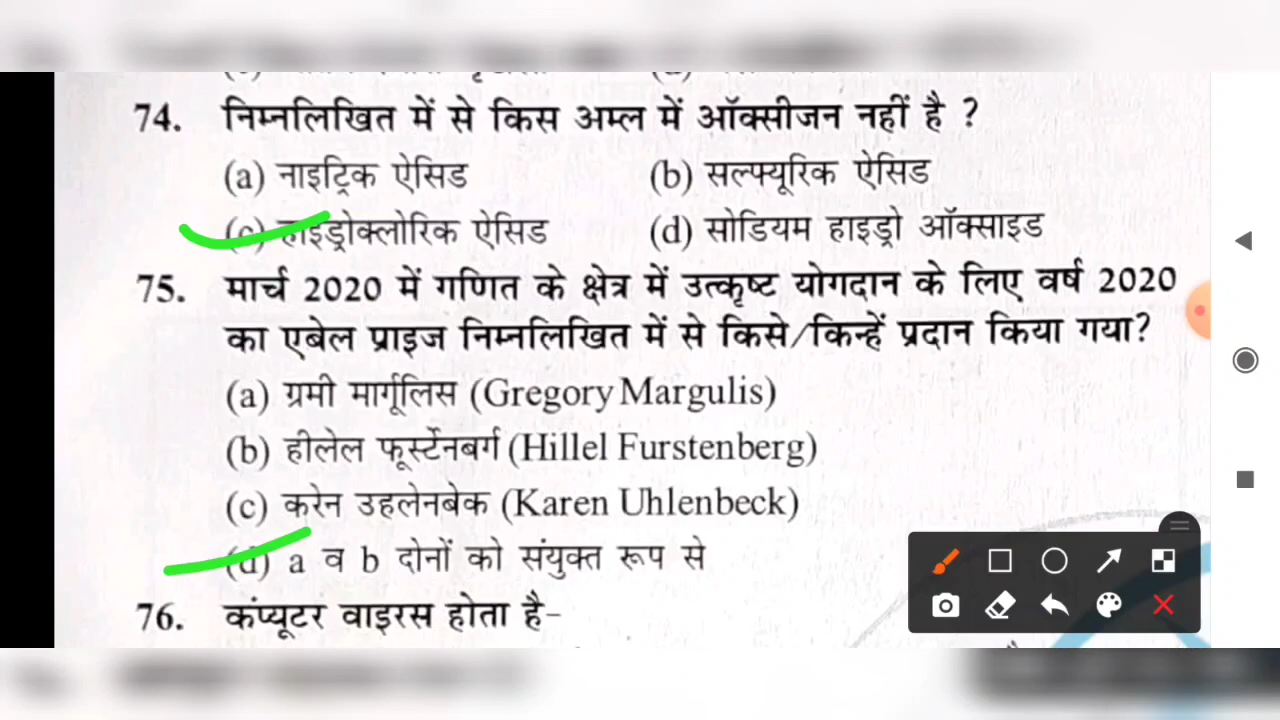 74. निम्नलिखित में से किस अम्ल में ऑक्सीजन नहीं है ?
(a) नाइट्रिक ऐसिड (b) सल्फ्यूरिक ऐसिड
(c) हाइड्रोक्लोरिक ऐसिड (d) सोडियम हाइड्रो ऑक्साइड
75. मार्च 2020 में गणित के क्षेत्र में उत्कृष्ट योगदान के लिए वर्ष 2020
का एबेल प्राइज निम्नलिखित में से किसे/किन्हें प्रदान किया गया?
(a) ग्रमी मार्गूलिस (Gregory Margulis)
(b) हीलेल फूर्स्टेनबर्ग (Hillel Furstenberg)
(c) करेन उहलेनबेक (Karen Uhlenbeck)
(d) a व b दोनों को संयुक्त रूप से
76. कंप्यूटर वाइरस होता है-